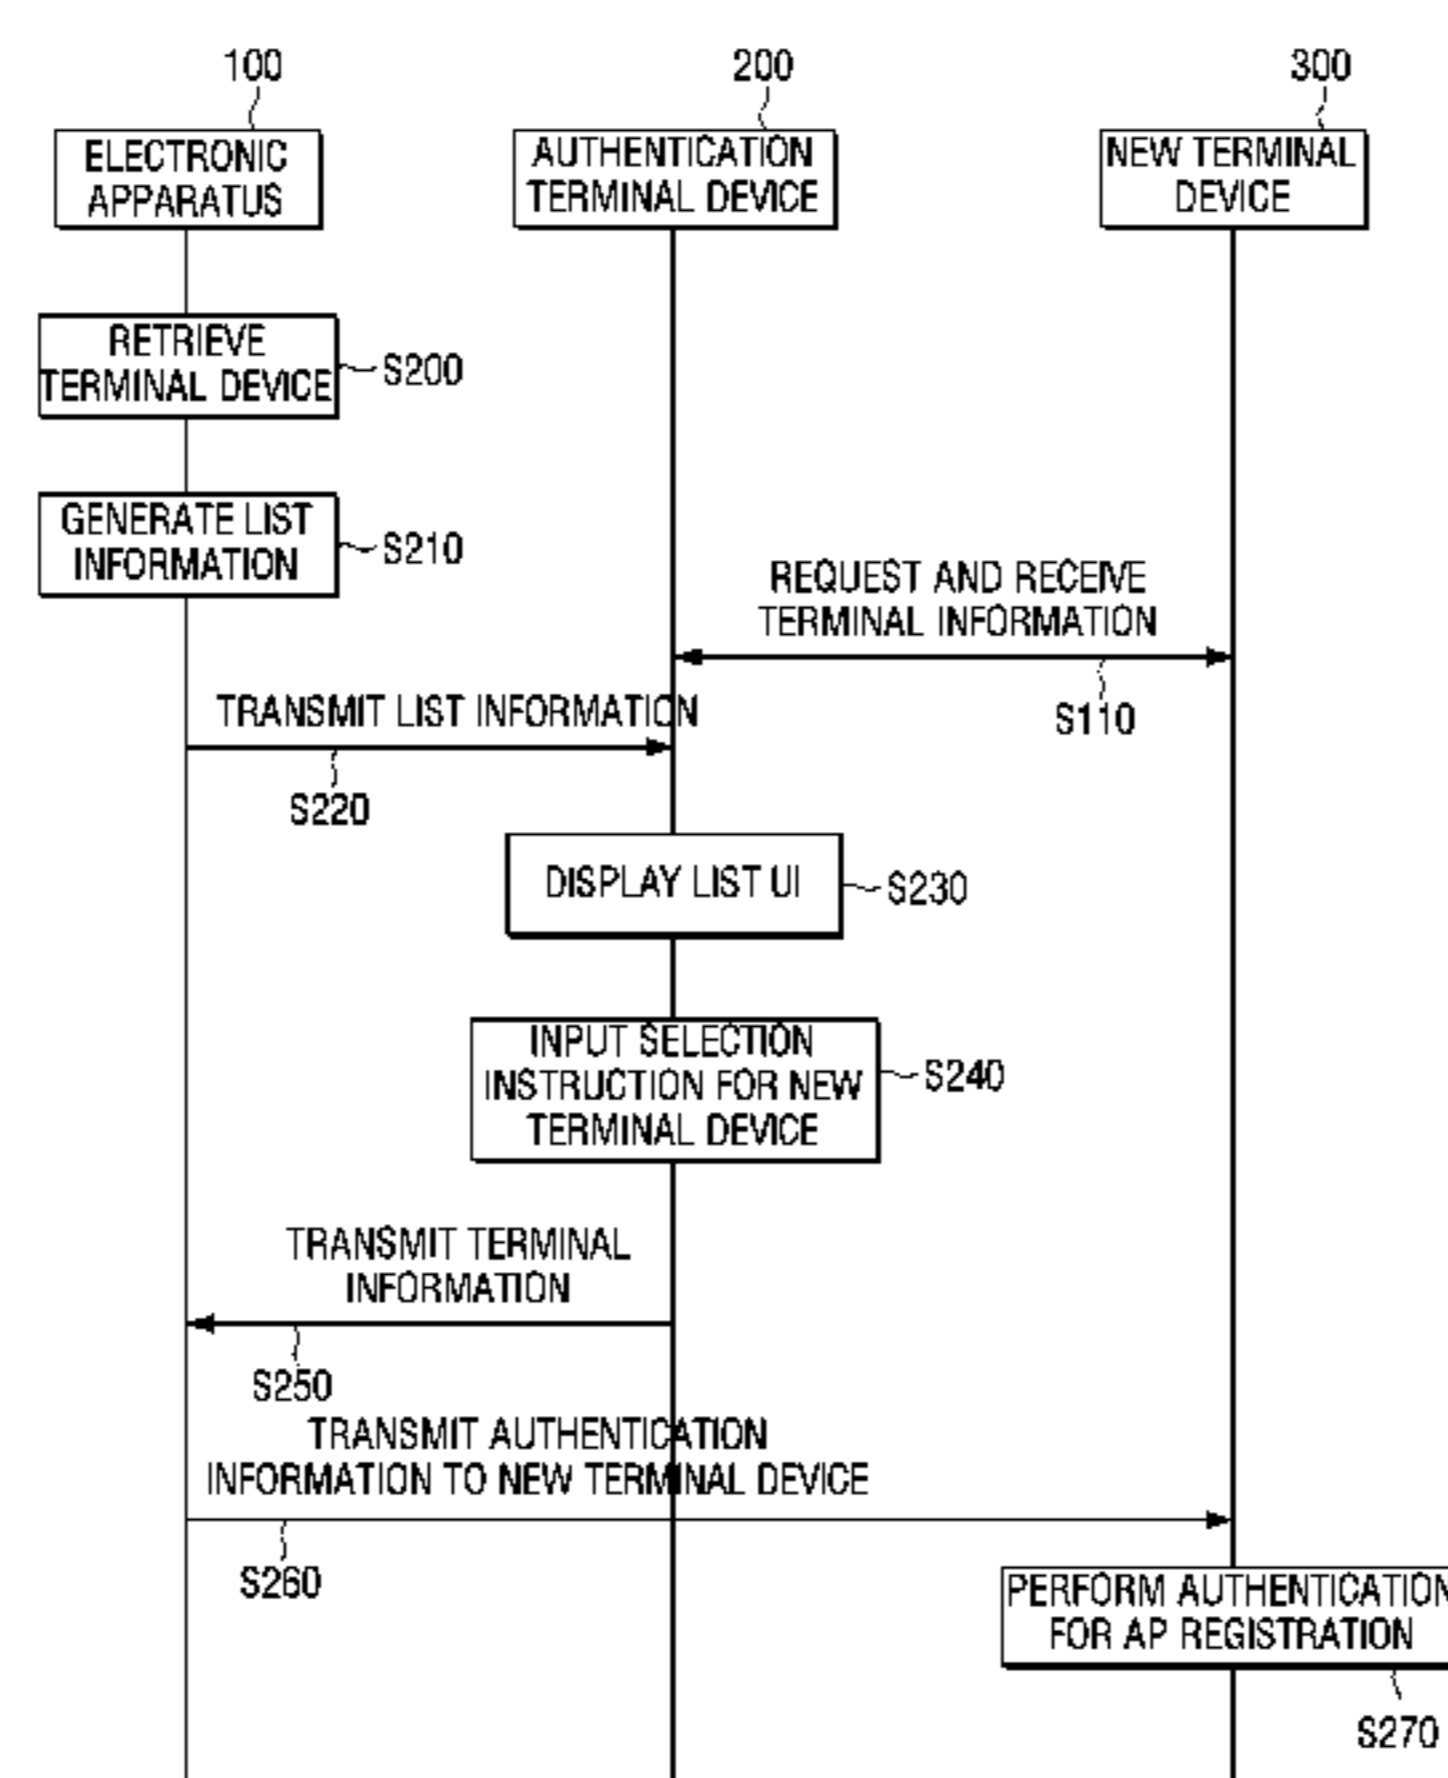 100
200
300
ELECTRONIC
APPARATUS
AUTHENTICATION
TERMINAL DEVICE
NEW TERMINAL
DEVICE
RETRIEVE
TERMINAL DEVICE
S200
GENERATE LIST
INFORMATION
S210
REQUEST AND RECEIVE
TERMINAL INFORMATION
S110
TRANSMIT LIST INFORMATION
S220
DISPLAY LIST UI
S230
INPUT SELECTION
INSTRUCTION FOR NEW
TERMINAL DEVICE
S240
TRANSMIT TERMINAL
INFORMATION
S250
TRANSMIT AUTHENTICATION
INFORMATION TO NEW TERMINAL DEVICE
S260
PERFORM AUTHENTICATION
FOR AP REGISTRATION
S270